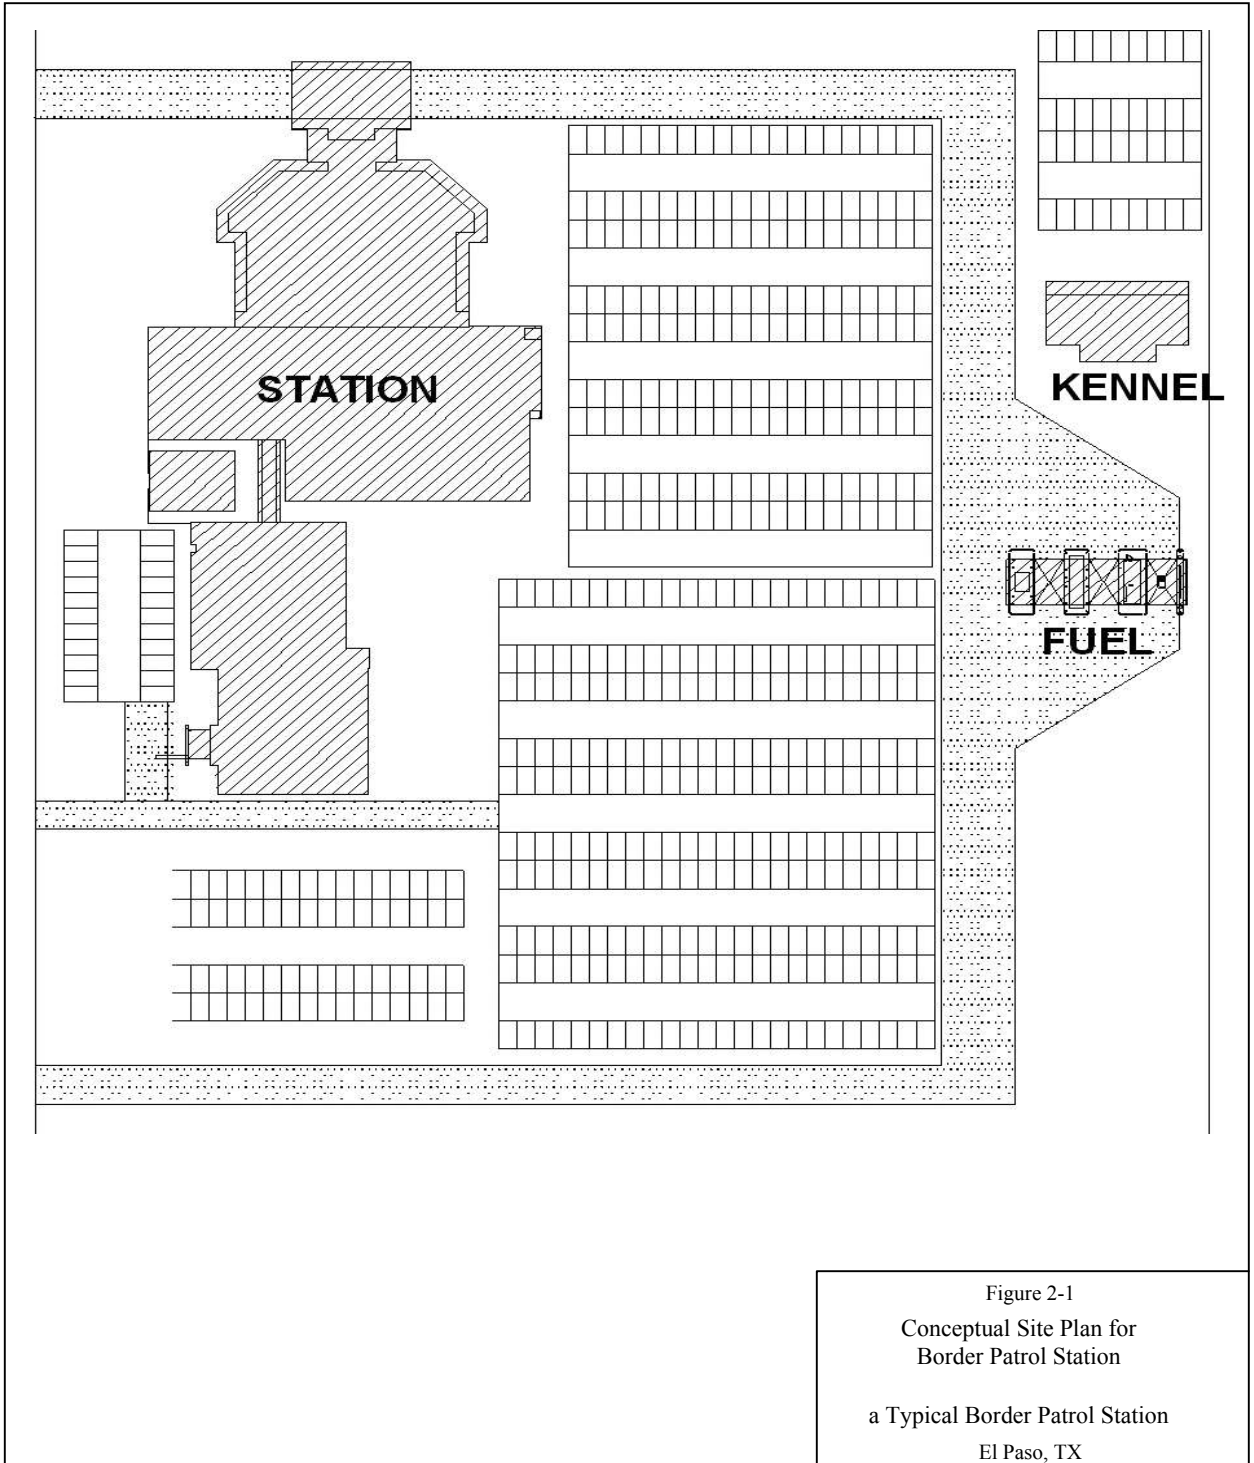 STATION
KENNEL
FUEL
Figure 2-1
Conceptual Site Plan for
Border Patrol Station
a Typical Border Patrol Station
El Paso, TX